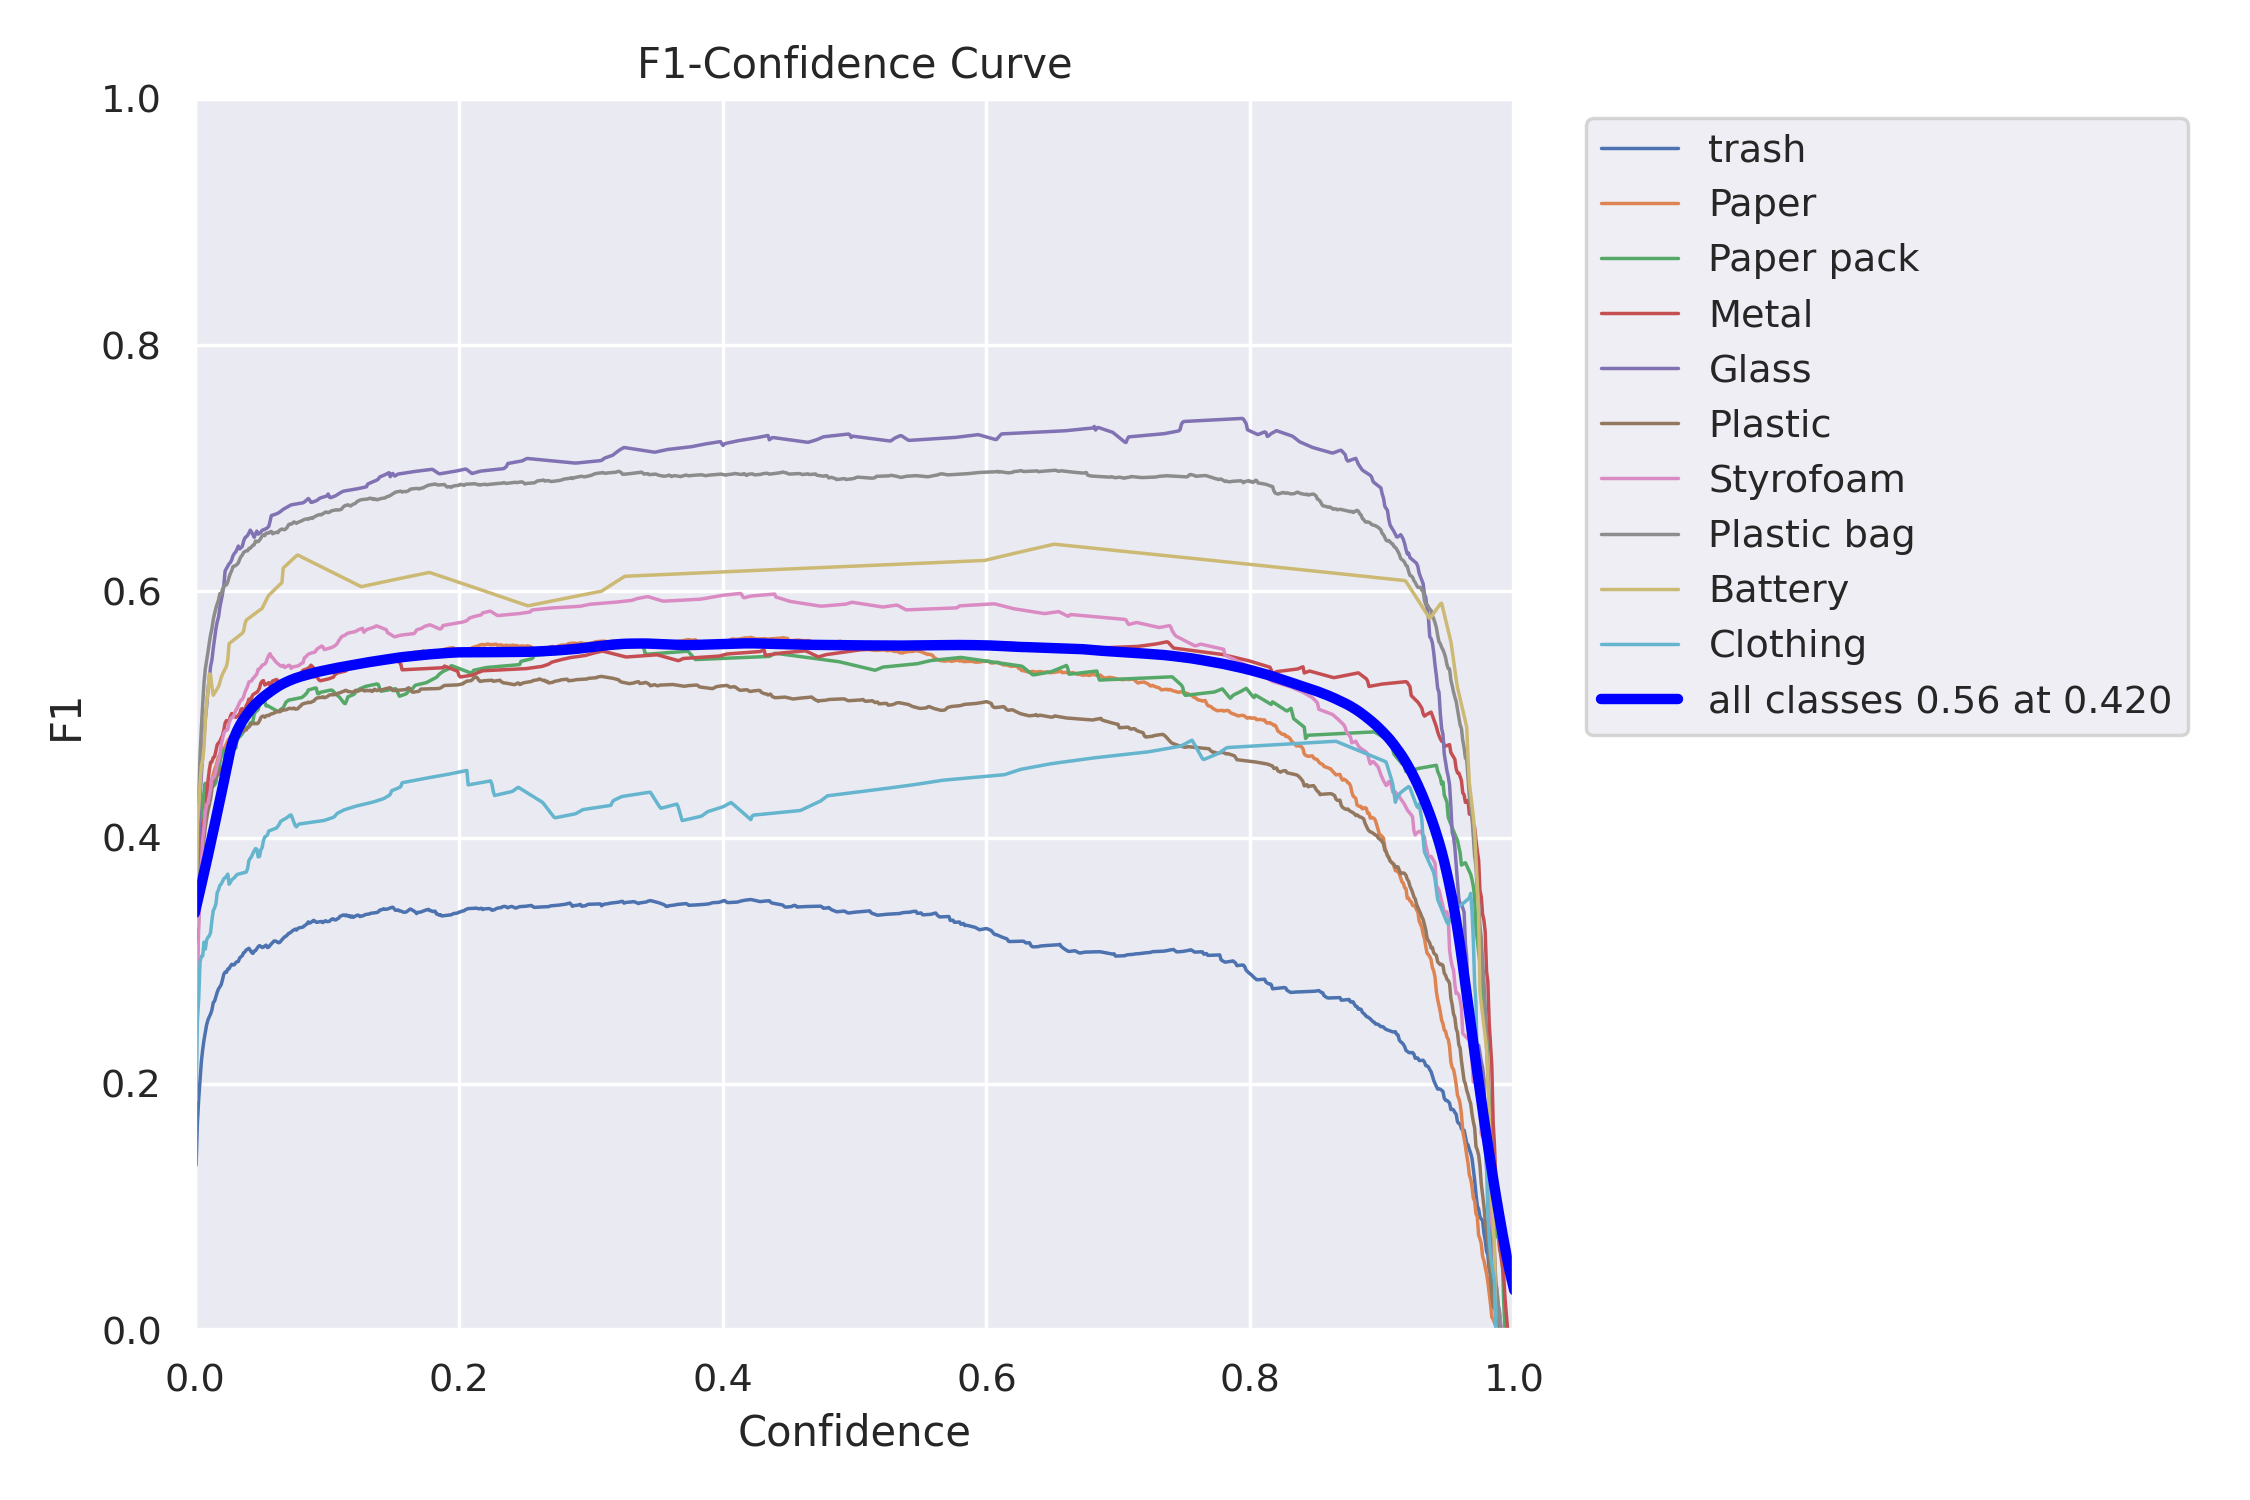 F1-Confidence Curve
1.0
0.8
0.6
0.4
0.2
0.0
F1
0.0 0.2 0.4 0.6 0.8 1.0
Confidence
trash
Paper
Paper pack
Metal
Glass
Plastic
Styrofoam
Plastic bag
Battery
Clothing
all classes 0.56 at 0.420